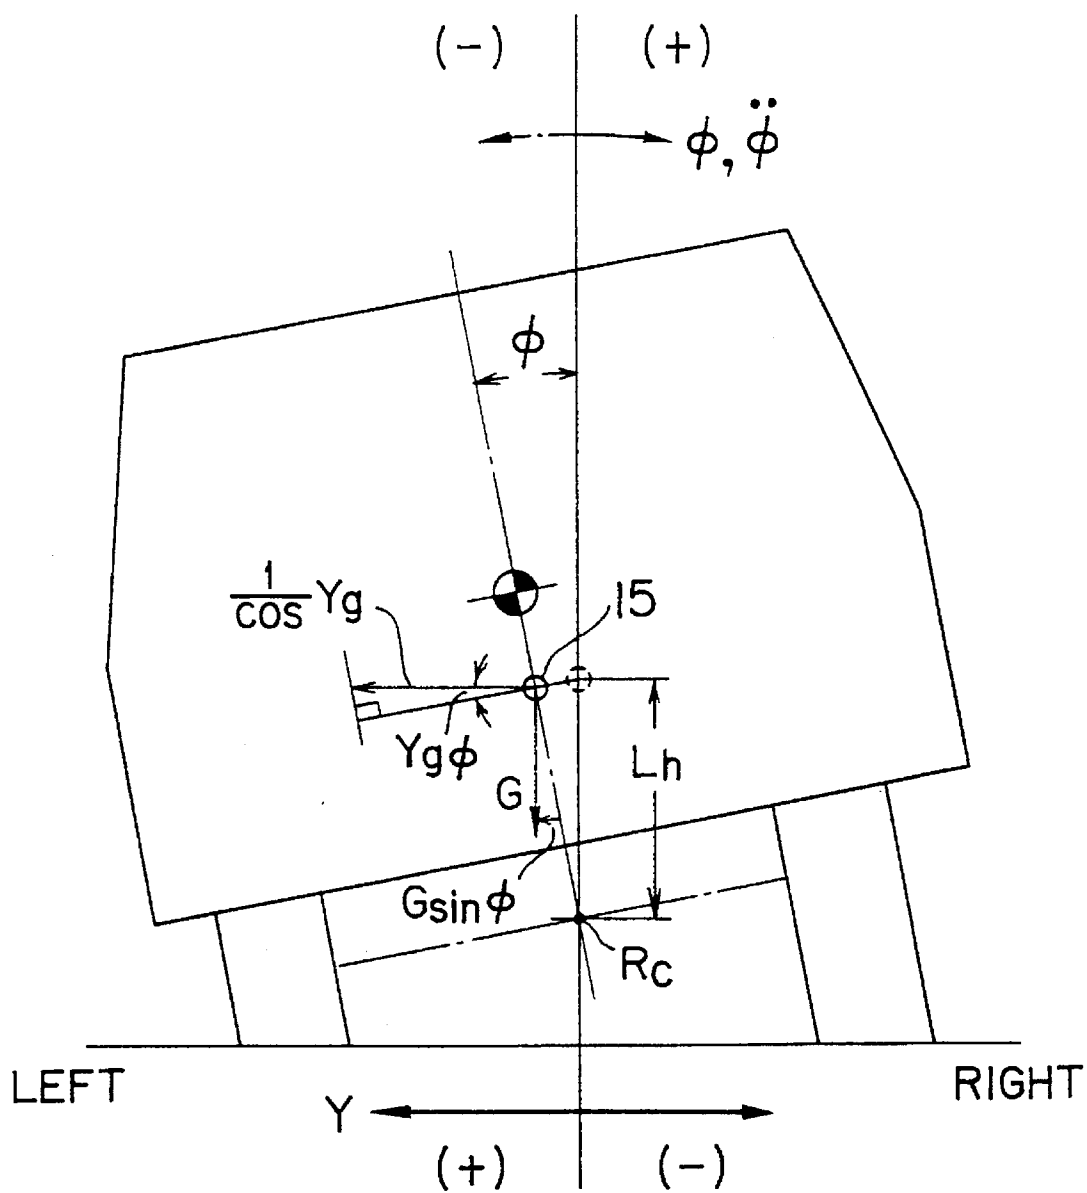 (-) (+)
ϕ, ϕ̈
ϕ
1
COS Yg
15
Ygϕ
Lh
G
Gsinϕ
Rc
LEFT
RIGHT
Y
(+) (-)